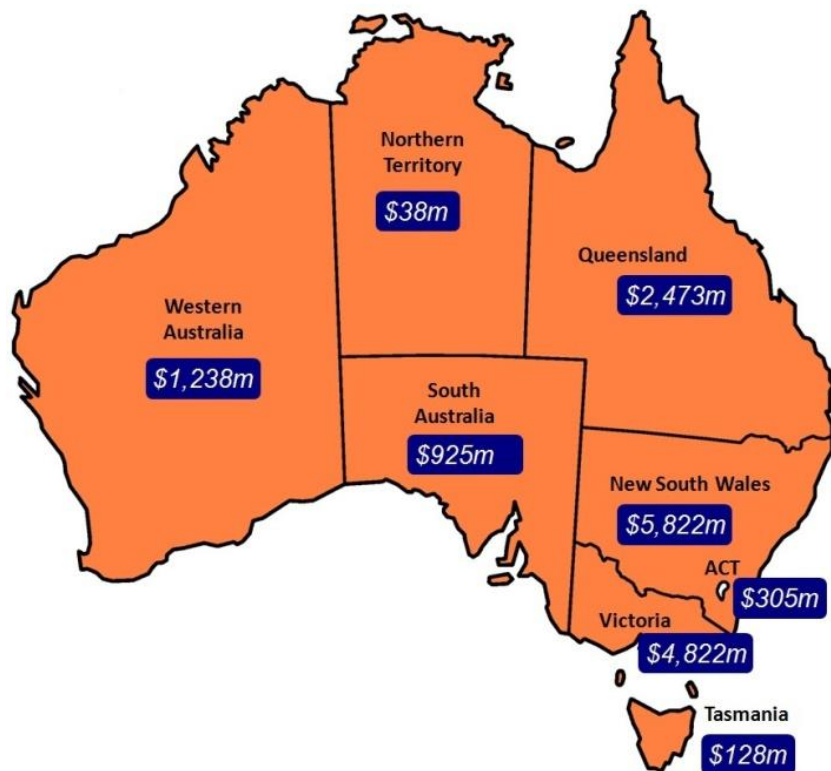 Northern
Territory
$38m
Queensland
$2,473m
Western
Australia
$1,238m
South
Australia
$925m
New South Wales
$5,822m
ACT
$305m
Victoria
$4,822m
Tasmania
$128m